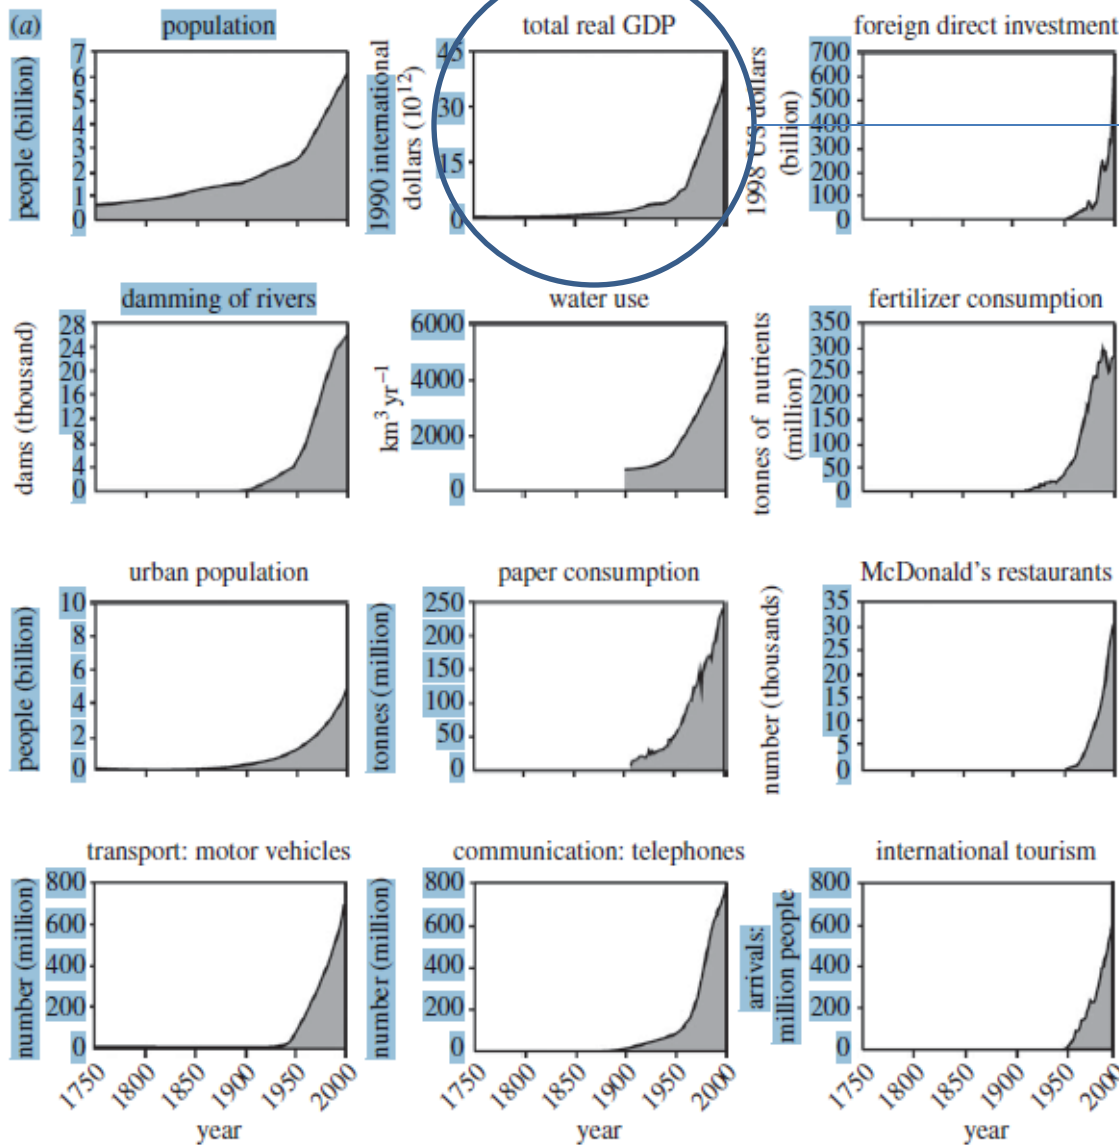 (a)
population
people (billion)
7
6
5
4
3
2
1
0
total real GDP
1990 international
dollars (10¹²)
45
30
15
0
foreign direct investment
1998 US dollars
(billion)
700
600
500
400
300
200
100
0
damming of rivers
dams (thousand)
28
24
20
16
12
8
4
0
water use
km³ yr⁻¹
6000
4000
2000
0
fertilizer consumption
tonnes of nutrients
(million)
350
300
250
200
150
100
50
0
urban population
people (billion)
10
8
6
4
2
0
paper consumption
tonnes (million)
250
200
150
100
50
0
McDonald's restaurants
number (thousands)
35
30
25
20
15
10
5
0
transport: motor vehicles
number (million)
800
600
400
200
0
1750 1800 1850 1900 1950 2000
year
communication: telephones
number (million)
800
600
400
200
0
1750 1800 1850 1900 1950 2000
year
international tourism
arrivals:
million people
800
600
400
200
0
1750 1800 1850 1900 1950 2000
year